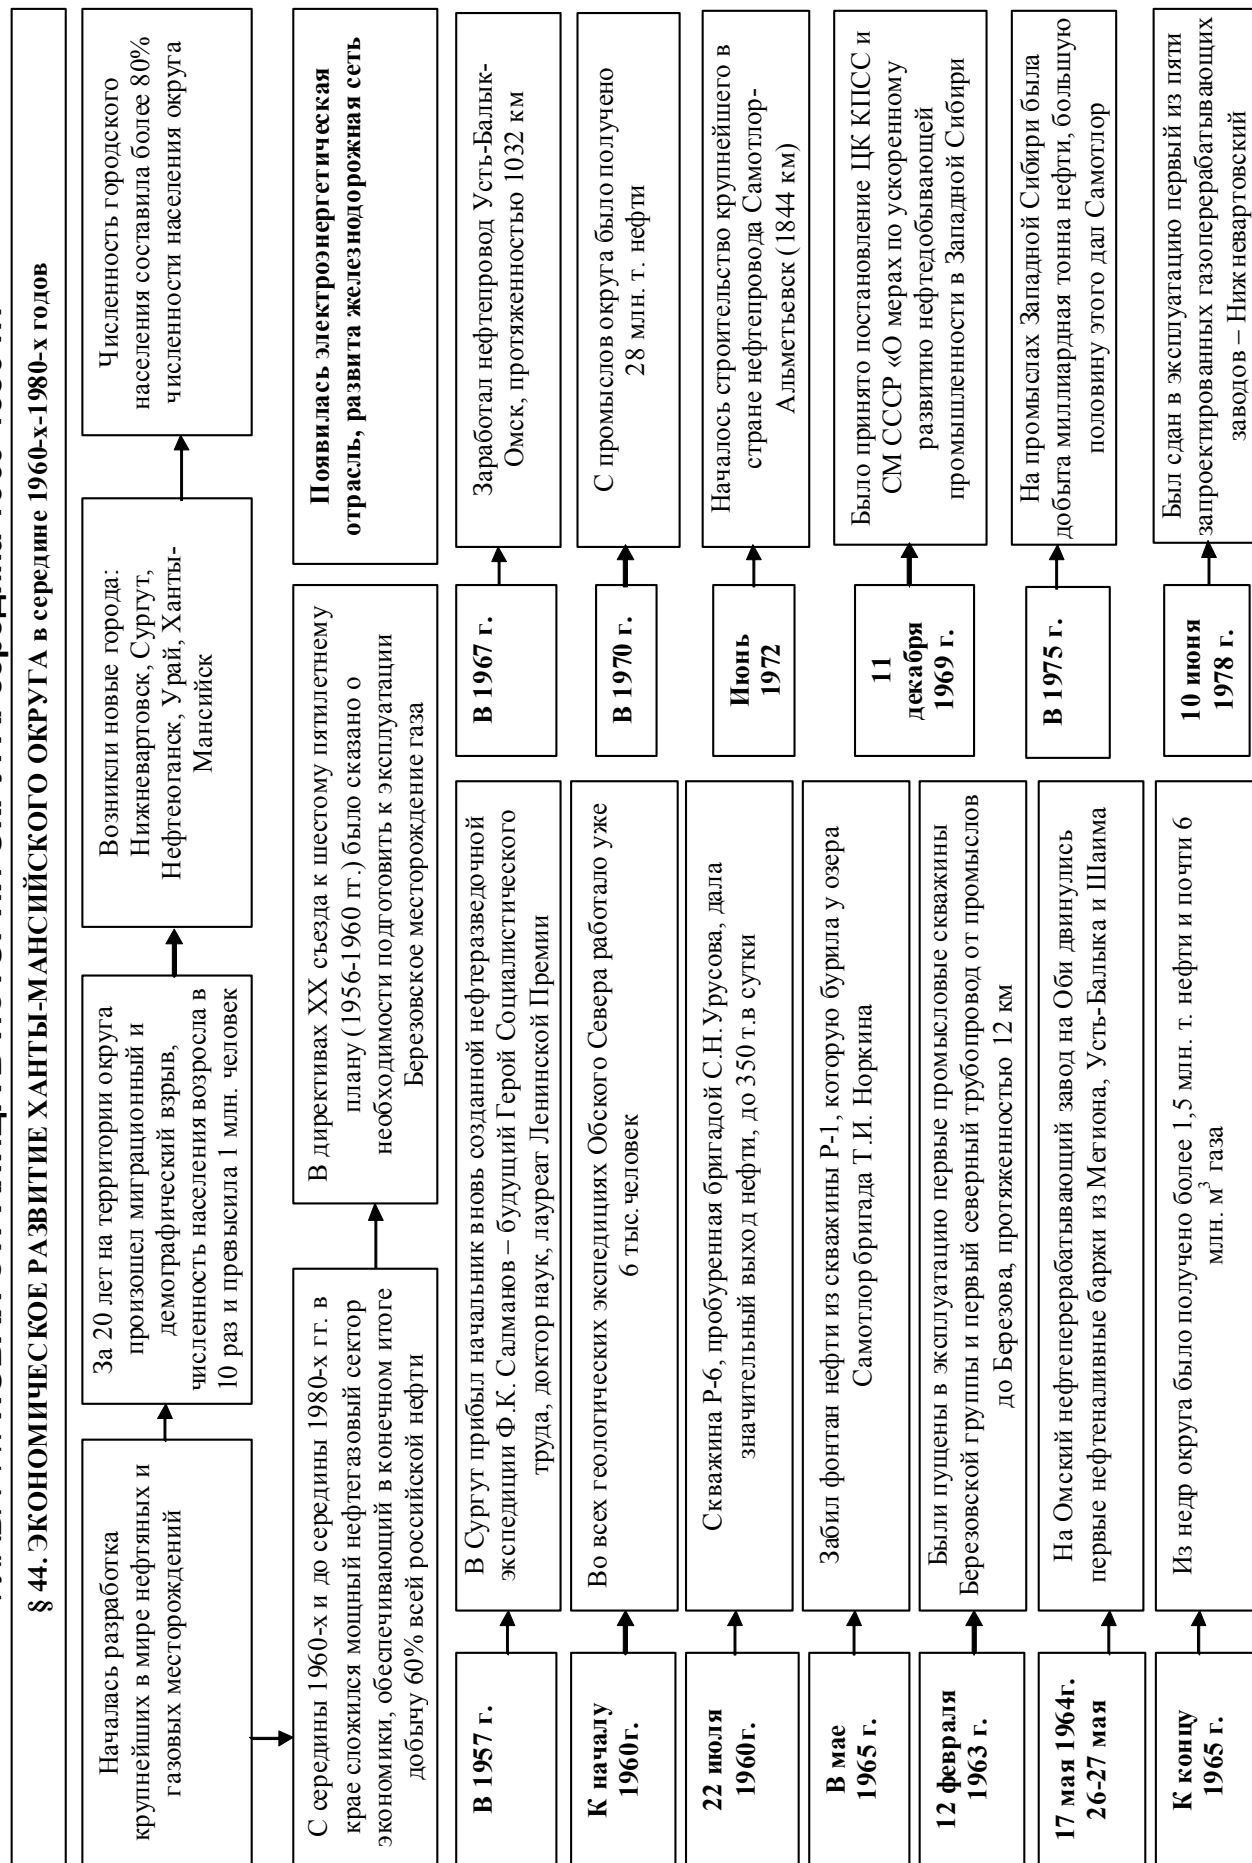 § 44. ЭКОНОМИЧЕСКОЕ РАЗВИТИЕ ХАНТЫ-МАНСИЙСКОГО ОКРУГА в середине 1960-х-1980-х годов
Началась разработка
крупнейших в мире нефтяных и
газовых месторождений
За 20 лет на территории округа
произошел миграционный и
демографический взрыв,
численность населения возросла в
10 раз и превысила 1 млн. человек
Возникли новые города:
Нижневартовск, Сургут,
Нефтеюганск, Урай, Ханты-
Мансийск
Численность городского
населения составила более 80%
численности населения округа
С середины 1960-х и до середины 1980-х гг. в
крае сложился мощный нефтегазовый сектор
экономики, обеспечивающий в конечном итоге
добычу 60% всей российской нефти
В директивах XX съезда к шестому пятилетнему
плану (1956-1960 гг.) было сказано о
необходимости подготовить к эксплуатации
Березовское месторождение газа
Появилась электроэнергетическая
отрасль, развита железнодорожная сеть
В 1957 г.
В Сургут прибыл начальник вновь созданной нефтеразведочной
экспедиции Ф.К. Салманов – будущий Герой Социалистического
труда, доктор наук, лауреат Ленинской Премии
В 1967 г.
Заработал нефтепровод Усть-Балык-
Омск, протяженностью 1032 км
К началу
1960г.
Во всех геологических экспедициях Обского Севера работало уже
6 тыс. человек
В 1970 г.
С промыслов округа было получено
28 млн. т. нефти
22 июля
1960г.
Скважина Р-6, пробуренная бригадой С.Н.Урусова, дала
значительный выход нефти, до 350 т.в сутки
Июнь
1972
Началось строительство крупнейшего в
стране нефтепровода Самотлор-
Альметьевск (1844 км)
В мае
1965 г.
Забил фонтан нефти из скважины Р-1, которую бурила у озера
Самотлор бригада Т.И. Норкина
11
декабря
1969 г.
Было принято постановление ЦК КПСС и
СМ СССР «О мерах по ускоренному
развитию нефтедобывающей
промышленности в Западной Сибири
12 февраля
1963 г.
Были пущены в эксплуатацию первые промысловые скважины
Березовской группы и первый северный трубопровод от промыслов
до Березова, протяженностью 12 км
В 1975 г.
На промыслах Западной Сибири была
добыта миллиардная тонна нефти, большую
половину этого дал Самотлор
17 мая 1964г.
26-27 мая
На Омский нефтеперерабатывающий завод на Оби двинулись
первые нефтеналивные баржи из Мегиона, Усть-Балыка и Шаима
10 июня
1978 г.
Был сдан в эксплуатацию первый из пяти
запроектированных газоперерабатывающих
заводов – Нижневартовский
К концу
1965 г.
Из недр округа было получено более 1,5 млн. т. нефти и почти 6
млн. м³ газа